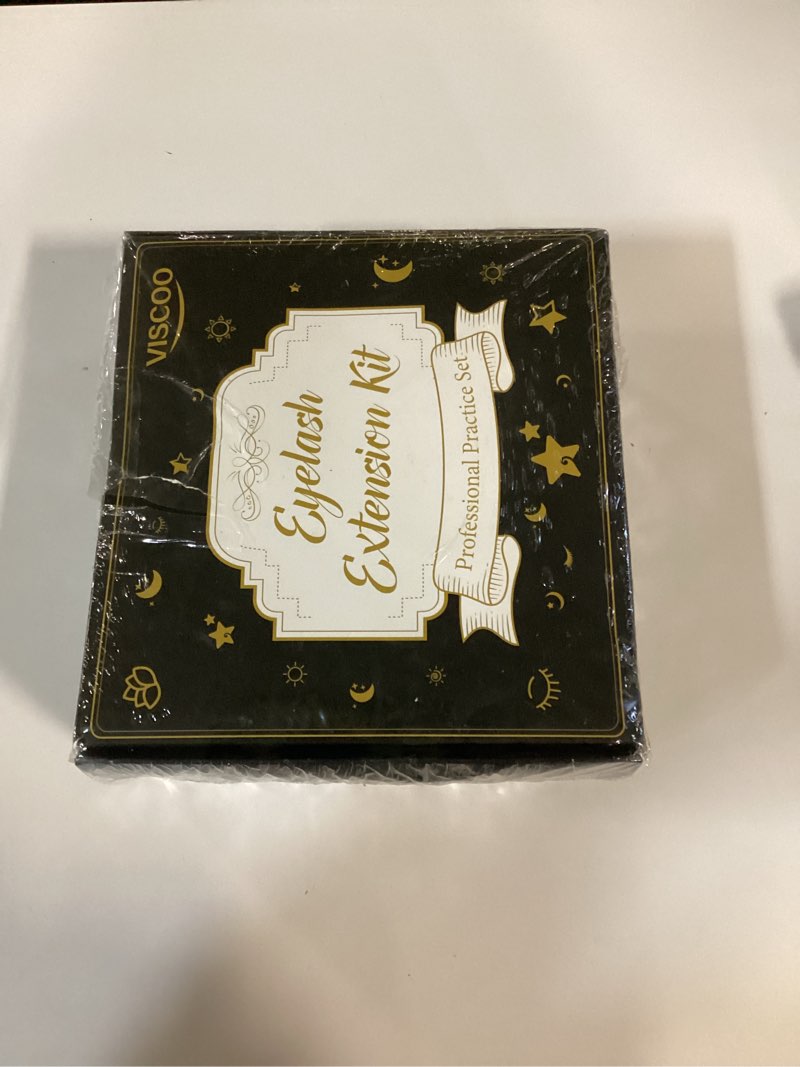 VISCOO
Eyelash
Extension Kit
Professional Practice Set